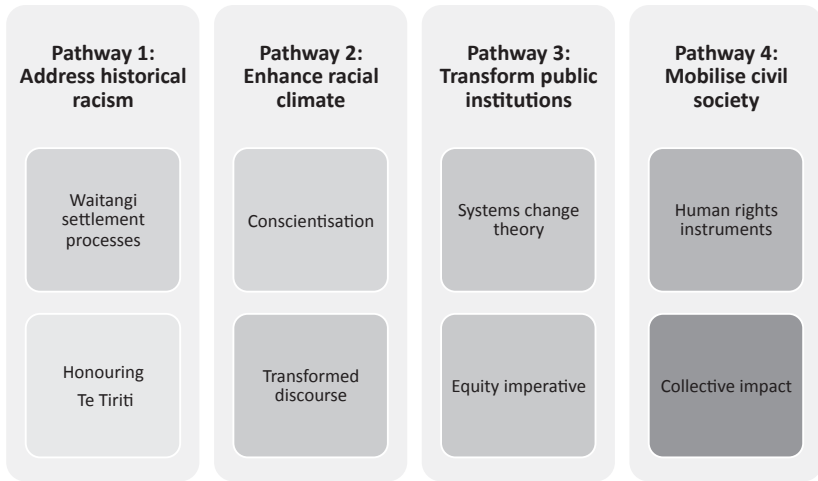 Pathway 1:
Address historical
racism
Waitangi
settlement
processes
Honouring
Te Tiriti
Pathway 2:
Enhance racial
climate
Conscientisation
Transformed
discourse
Pathway 3:
Transform public
institutions
Systems change
theory
Equity imperative
Pathway 4:
Mobilise civil
society
Human rights
instruments
Collective impact